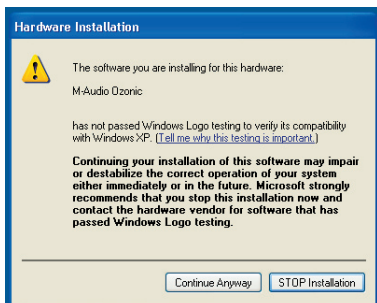 Hardware Installation
The software you are installing for this hardware:
M-Audio Ozonic
has not passed Windows Logo testing to verify its compatibility
with Windows XP. (Tell me why this testing is important.)
Continuing your installation of this software may impair
or destabilize the correct operation of your system
either immediately or in the future. Microsoft strongly
recommends that you stop this installation now and
contact the hardware vendor for software that has
passed Windows Logo testing.
Continue Anyway
STOP Installation